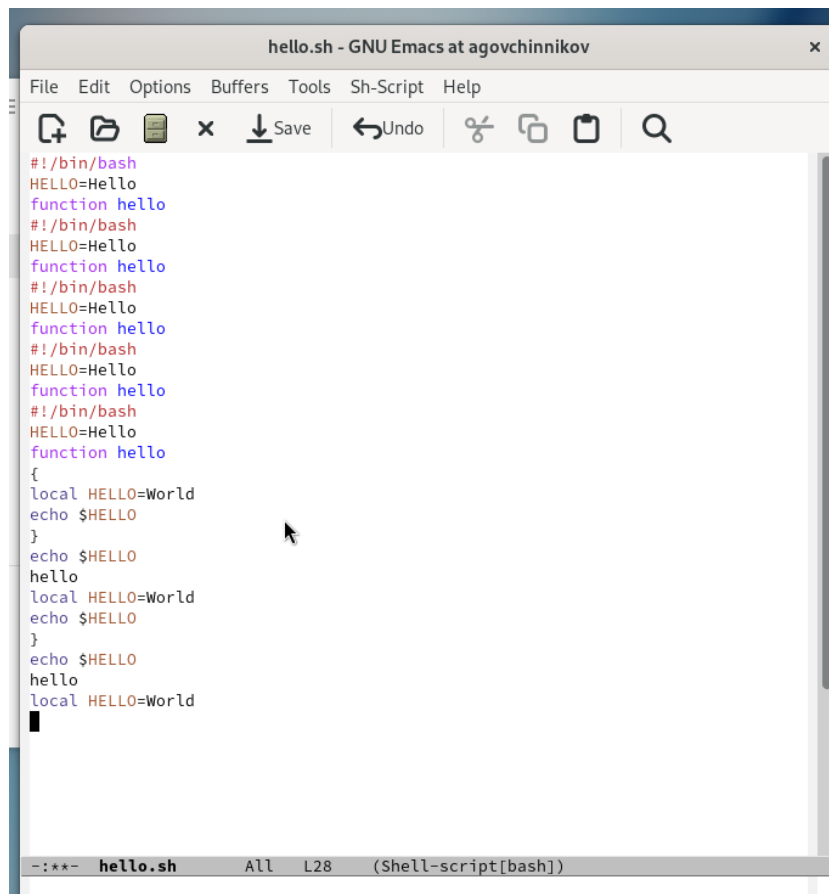 hello.sh - GNU Emacs at agovchinnikov
File Edit Options Buffers Tools Sh-Script Help
Save Undo
#!/bin/bash
HELLO=Hello
function hello
#!/bin/bash
HELLO=Hello
function hello
#!/bin/bash
HELLO=Hello
function hello
#!/bin/bash
HELLO=Hello
function hello
#!/bin/bash
HELLO=Hello
function hello
{
local HELLO=World
echo $HELLO
}
echo $HELLO
hello
local HELLO=World
echo $HELLO
}
echo $HELLO
hello
local HELLO=World
-:**- hello.sh All L28 (Shell-script[bash])